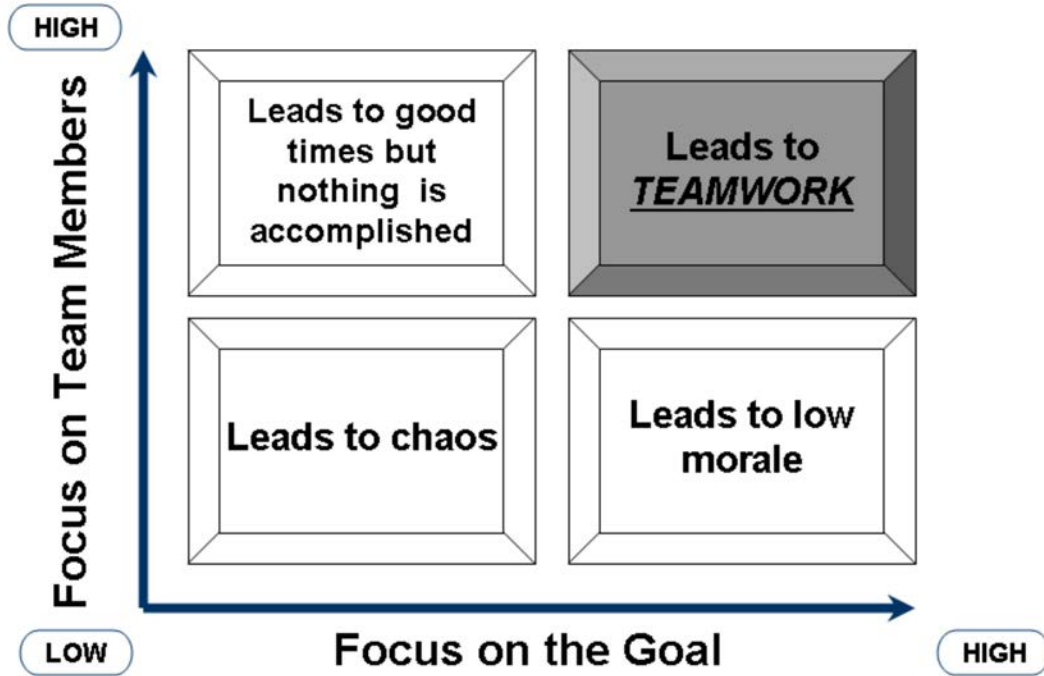 HIGH
Focus on Team Members
Leads to good
times but
nothing is
accomplished
Leads to
TEAMWORK
Leads to chaos
Leads to low
morale
LOW
Focus on the Goal
HIGH